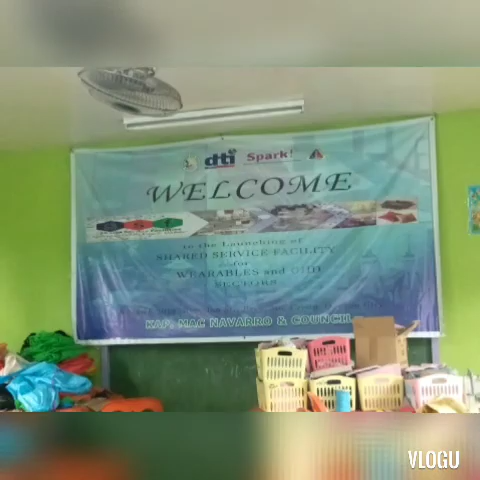 dti Spark!
WELCOME
to the Launching of
SHARED SERVICE FACILITY
for
WEARABLES and GHD
SECTORS
KAP. MAC NAVARRO & COUNCIL
VLOGU